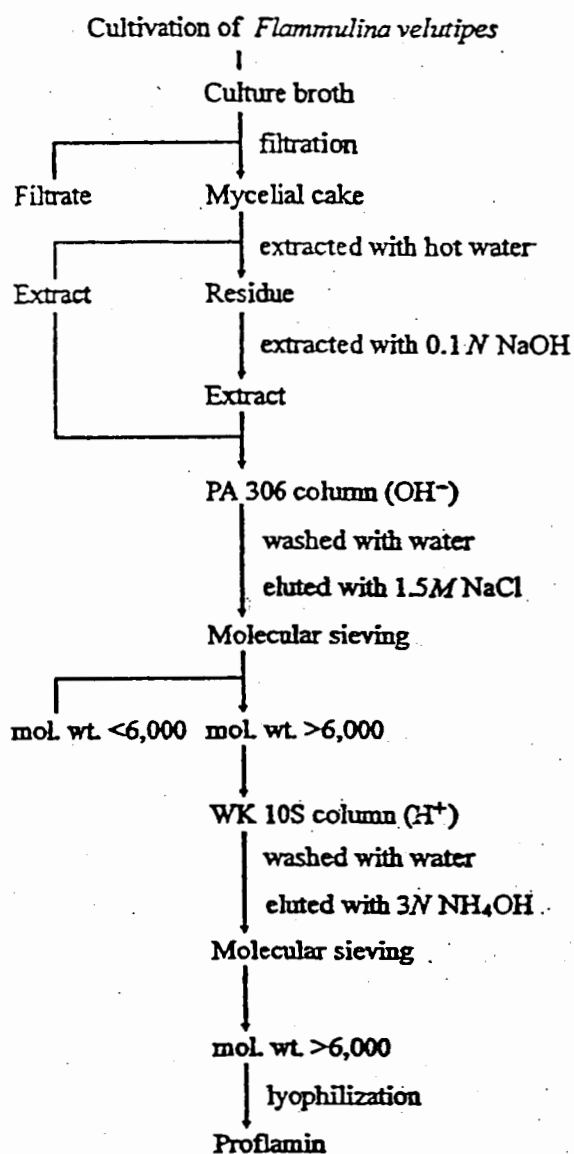 Cultivation of Flammulina velutipes
Culture broth
filtration
Filtrate Mycelial cake
extracted with hot water
Extract Residue
extracted with 0.1N NaOH
Extract
PA 306 column (OH⁻)
washed with water
eluted with 1.5M NaCl
Molecular sieving
mol. wt. <6,000 mol. wt. >6,000
WK 10S column (H⁺)
washed with water
eluted with 3N NH₄OH
Molecular sieving
mol. wt. >6,000
lyophilization
Proflamin